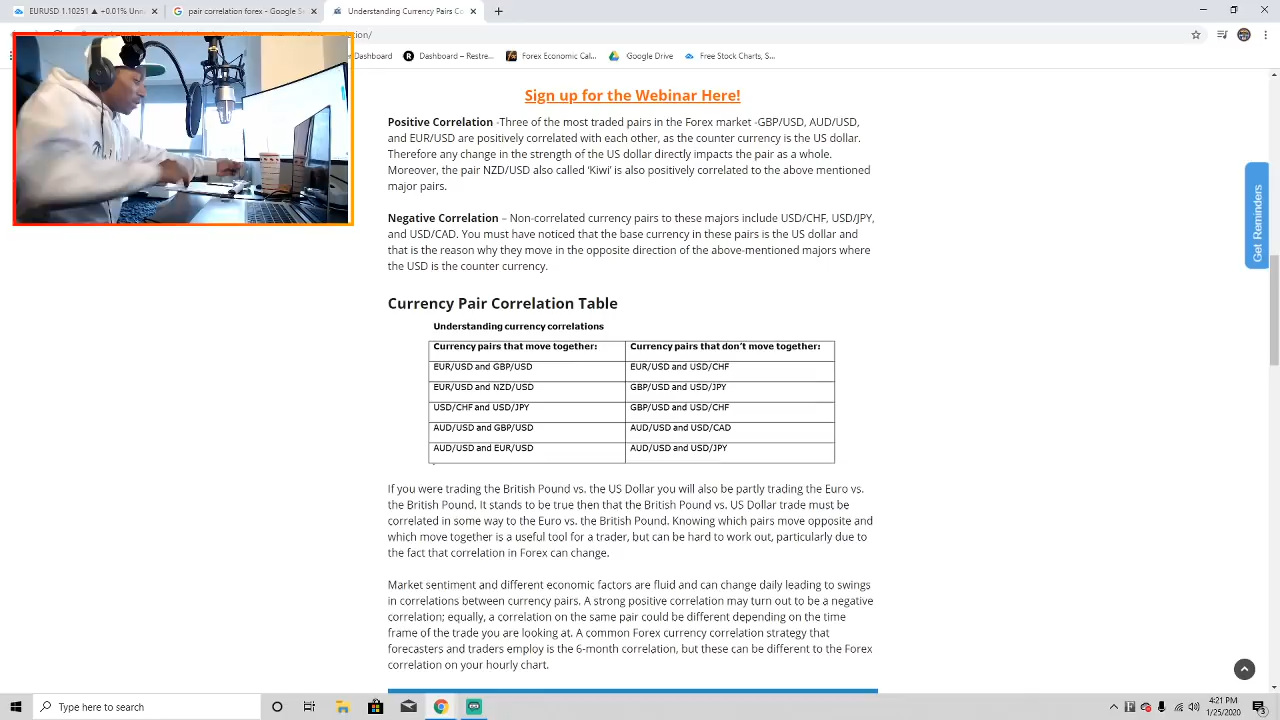 EURUSD 1.10251 ▲ +0.01% Unn
pair correlation forex - Google Se
Understanding Currency Pairs Co
elation/
Dashboard
Dashboard – Restre...
Forex Economic Cal...
Google Drive
Free Stock Charts, S...
Sign up for the Webinar Here!
Positive Correlation -Three of the most traded pairs in the Forex market -GBP/USD, AUD/USD,
and EUR/USD are positively correlated with each other, as the counter currency is the US dollar.
Therefore any change in the strength of the US dollar directly impacts the pair as a whole.
Moreover, the pair NZD/USD also called ‘Kiwi’ is also positively correlated to the above mentioned
major pairs.
Negative Correlation – Non-correlated currency pairs to these majors include USD/CHF, USD/JPY,
and USD/CAD. You must have noticed that the base currency in these pairs is the US dollar and
that is the reason why they move in the opposite direction of the above-mentioned majors where
the USD is the counter currency.
Get Reminders
Currency Pair Correlation Table
Understanding currency correlations
Currency pairs that move together: Currency pairs that don’t move together:
EUR/USD and GBP/USD EUR/USD and USD/CHF
EUR/USD and NZD/USD GBP/USD and USD/JPY
USD/CHF and USD/JPY GBP/USD and USD/CHF
AUD/USD and GBP/USD AUD/USD and USD/CAD
AUD/USD and EUR/USD AUD/USD and USD/JPY
If you were trading the British Pound vs. the US Dollar you will also be partly trading the Euro vs.
the British Pound. It stands to be true then that the British Pound vs. US Dollar trade must be
correlated in some way to the Euro vs. the British Pound. Knowing which pairs move opposite and
which move together is a useful tool for a trader, but can be hard to work out, particularly due to
the fact that correlation in Forex can change.
Market sentiment and different economic factors are fluid and can change daily leading to swings
in correlations between currency pairs. A strong positive correlation may turn out to be a negative
correlation; equally, a correlation on the same pair could be different depending on the time
frame of the trade you are looking at. A common Forex currency correlation strategy that
forecasters and traders employ is the 6-month correlation, but these can be different to the Forex
correlation on your hourly chart.
Type here to search
4:21 PM
1/25/2020